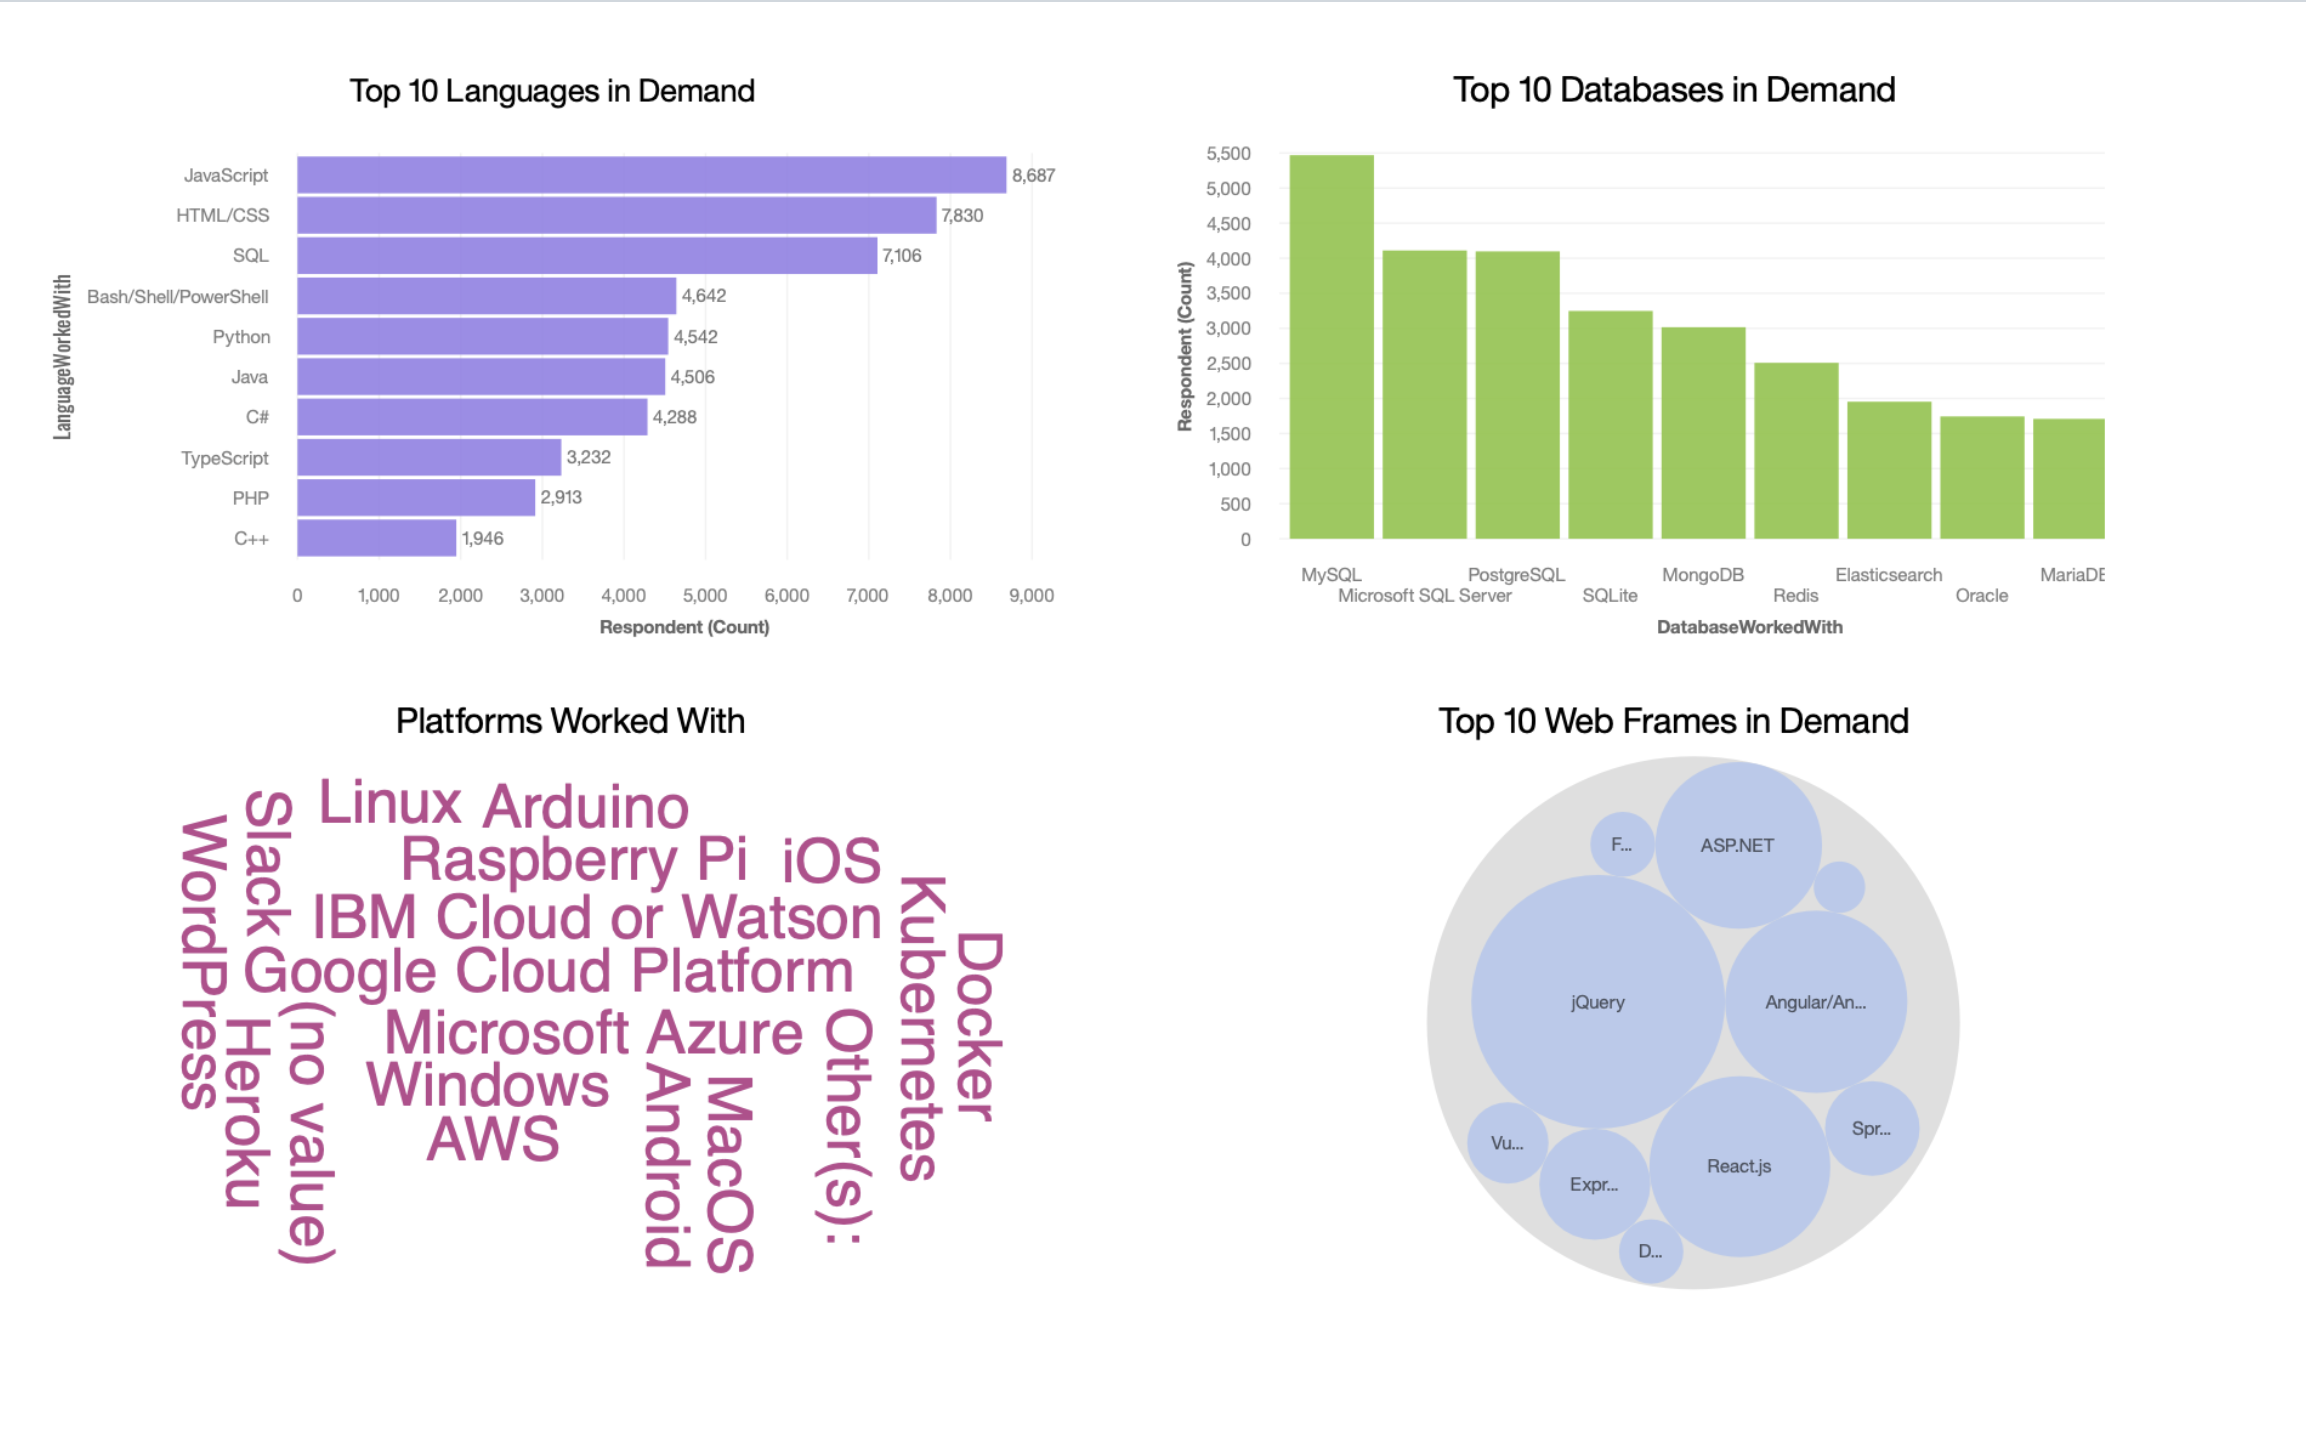 Top 10 Languages in Demand
LanguageWorkedWith
JavaScript 8,687
HTML/CSS 7,830
SQL 7,106
Bash/Shell/PowerShell 4,642
Python 4,542
Java 4,506
C# 4,288
TypeScript 3,232
PHP 2,913
C++ 1,946
0 1,000 2,000 3,000 4,000 5,000 6,000 7,000 8,000 9,000
Respondent (Count)
Top 10 Databases in Demand
Respondent (Count)
5,500
5,000
4,500
4,000
3,500
3,000
2,500
2,000
1,500
1,000
500
0
MySQL PostgreSQL MongoDB Elasticsearch MariaDB
Microsoft SQL Server SQLite Redis Oracle
DatabaseWorkedWith
Platforms Worked With
WordPress
Slack
Linux
Arduino
Raspberry Pi
iOS
IBM Cloud or Watson
Google Cloud Platform
Kubernetes
Docker
Microsoft Azure
Windows
AWS
Heroku
(no value)
Android
MacOS
Other(s):
Top 10 Web Frames in Demand
F...
ASP.NET
jQuery
Angular/An...
Vu...
Expr...
React.js
Spr...
D...